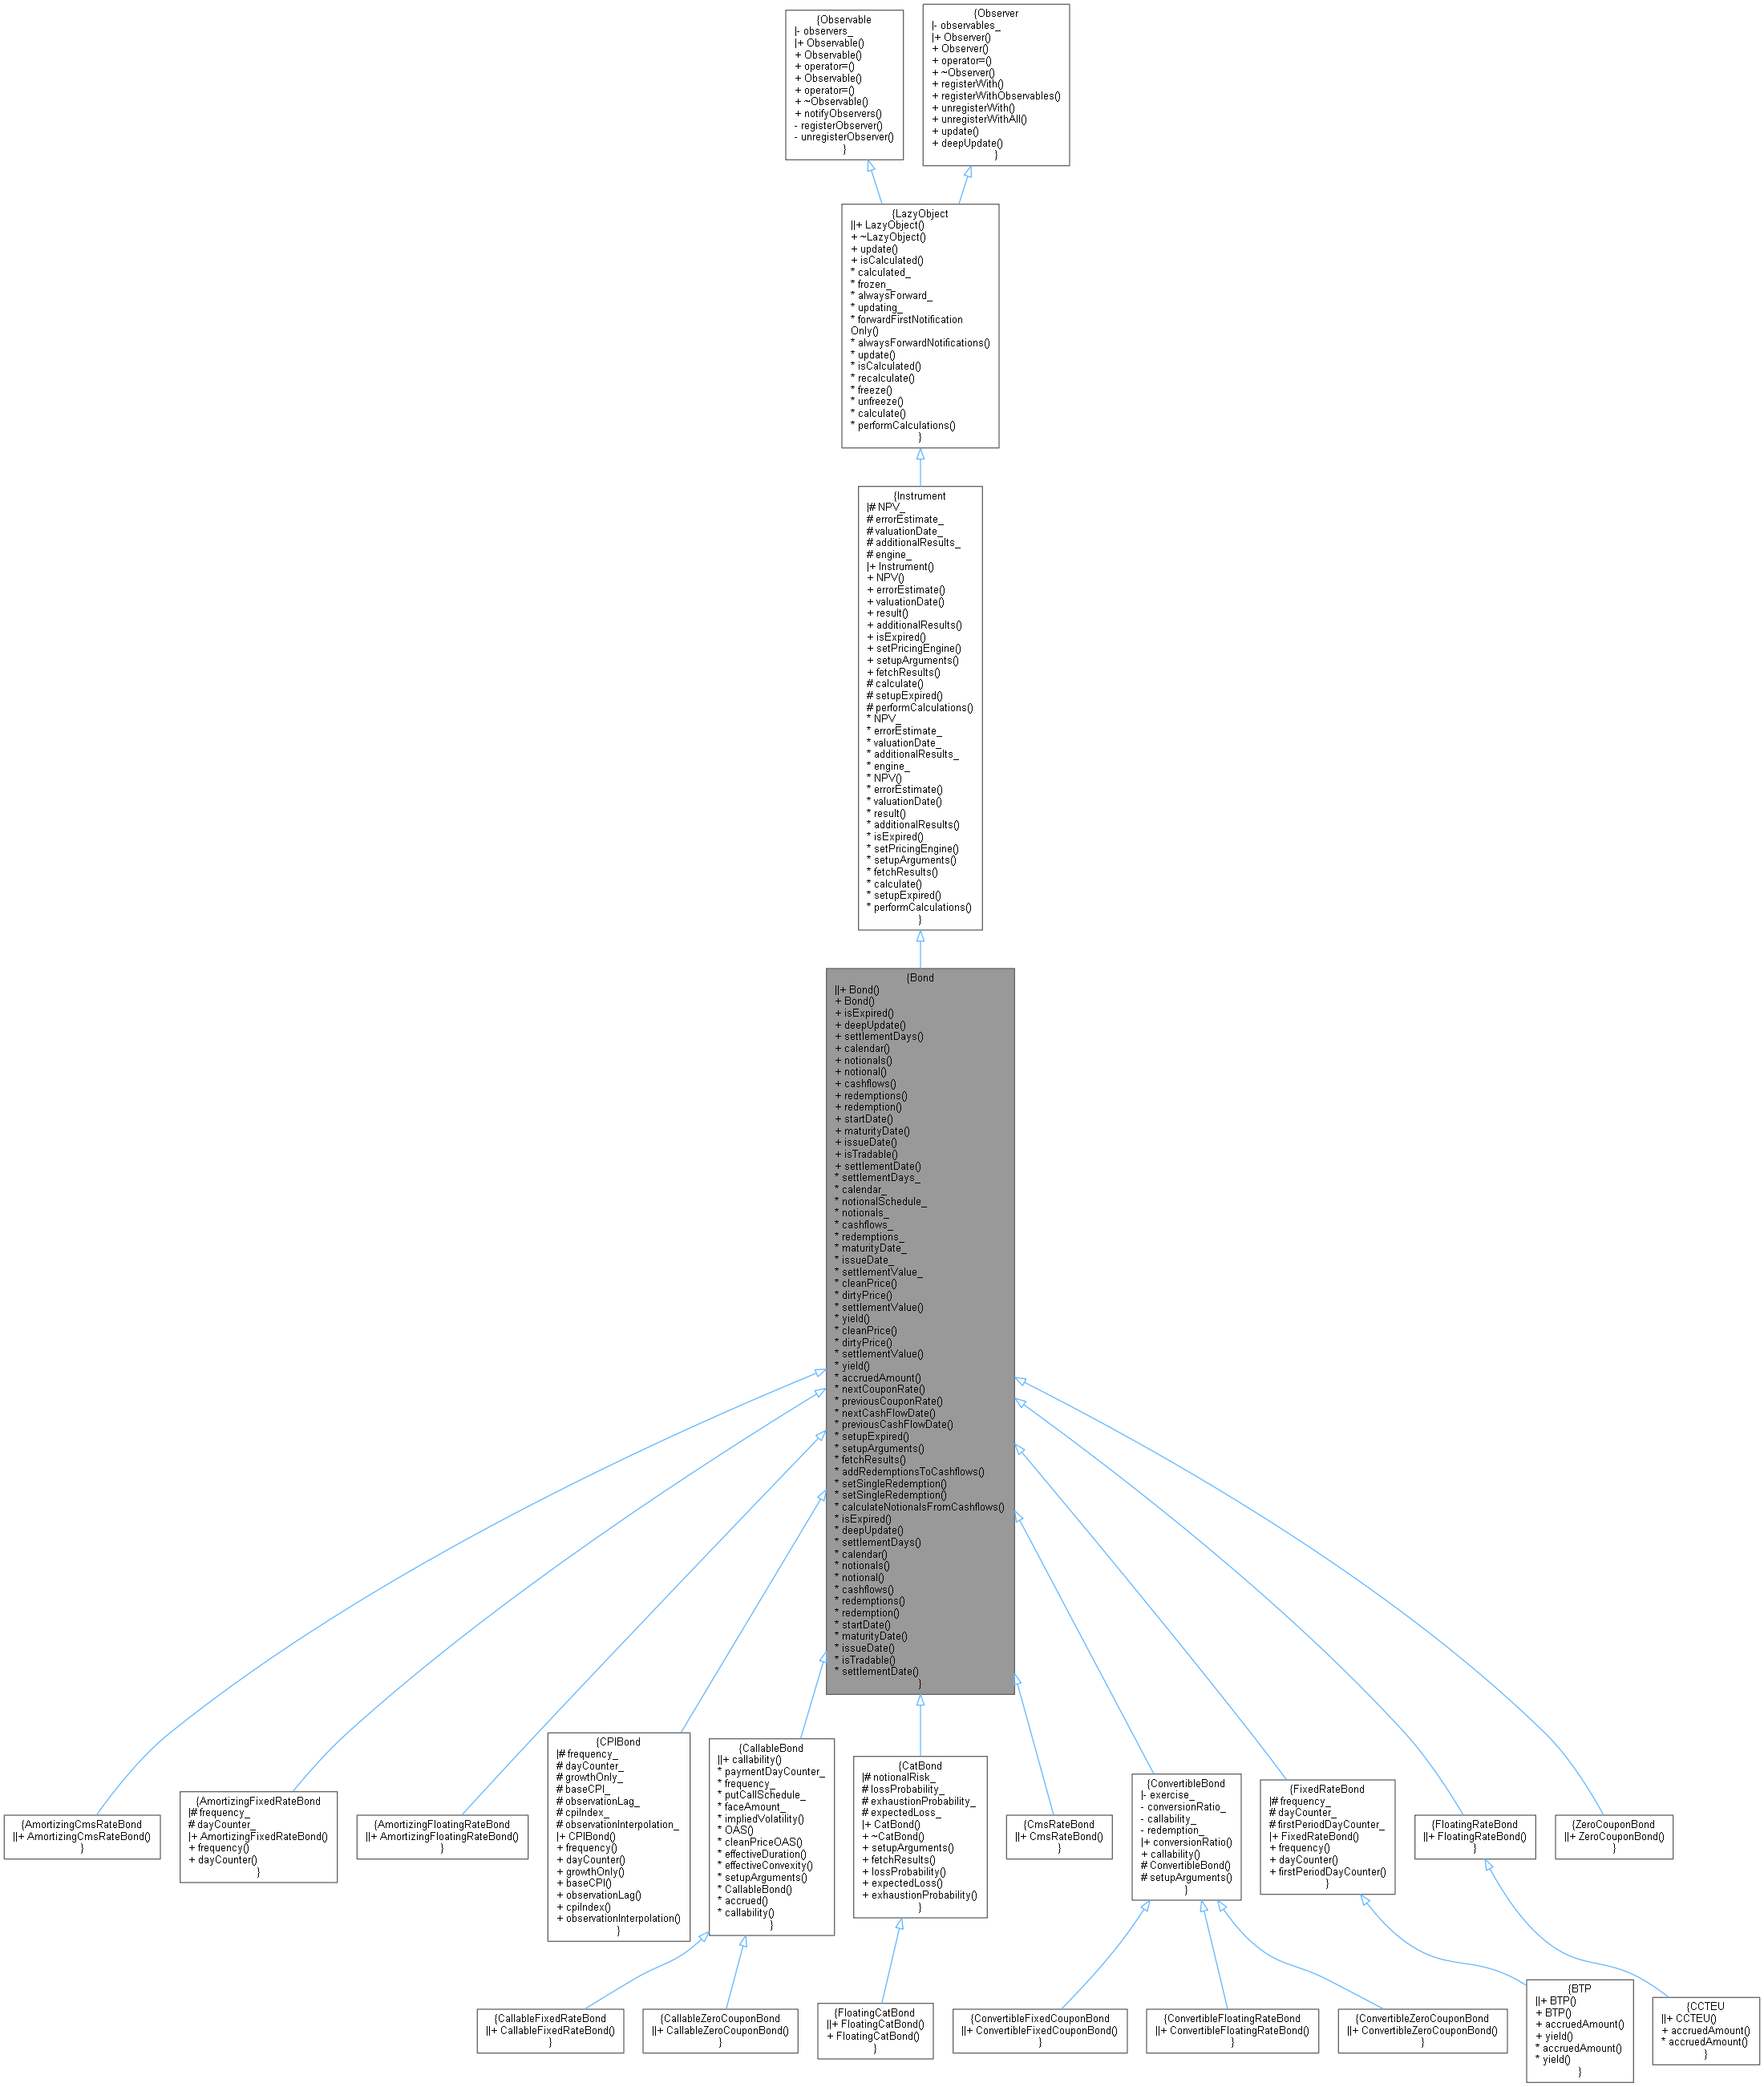 {Observable
|- observers_
|+ Observable()
+ Observable()
+ operator=()
+ Observable()
+ operator=()
+ ~Observable()
+ notifyObservers()
- registerObserver()
- unregisterObserver()
}
{Observer
|- observables_
|+ Observer()
+ Observer()
+ operator=()
+ ~Observer()
+ registerWith()
+ registerWithObservables()
+ unregisterWith()
+ unregisterWithAll()
+ update()
+ deepUpdate()
}
{LazyObject
||+ LazyObject()
+ ~LazyObject()
+ update()
+ isCalculated()
* calculated_
* frozen_
* alwaysForward_
* updating_
* forwardFirstNotification
Only()
* alwaysForwardNotifications()
* update()
* isCalculated()
* recalculate()
* freeze()
* unfreeze()
* calculate()
* performCalculations()
}
{Instrument
|# NPV_
# errorEstimate_
# valuationDate_
# additionalResults_
# engine_
|+ Instrument()
+ NPV()
+ errorEstimate()
+ valuationDate()
+ result()
+ additionalResults()
+ isExpired()
+ setPricingEngine()
+ setupArguments()
+ fetchResults()
# calculate()
# setupExpired()
# performCalculations()
* NPV_
* errorEstimate_
* valuationDate_
* additionalResults_
* engine_
* NPV()
* errorEstimate()
* valuationDate()
* result()
* additionalResults()
* isExpired()
* setPricingEngine()
* setupArguments()
* fetchResults()
* calculate()
* setupExpired()
* performCalculations()
}
{Bond
||+ Bond()
+ Bond()
+ isExpired()
+ deepUpdate()
+ settlementDays()
+ calendar()
+ notionals()
+ notional()
+ cashflows()
+ redemptions()
+ redemption()
+ startDate()
+ maturityDate()
+ issueDate()
+ isTradable()
+ settlementDate()
* settlementDays_
* calendar_
* notionalSchedule_
* notionals_
* cashflows_
* redemptions_
* maturityDate_
* issueDate_
* settlementValue_
* cleanPrice()
* dirtyPrice()
* settlementValue()
* yield()
* cleanPrice()
* dirtyPrice()
* settlementValue()
* yield()
* accruedAmount()
* nextCouponRate()
* previousCouponRate()
* nextCashFlowDate()
* previousCashFlowDate()
* setupExpired()
* setupArguments()
* fetchResults()
* addRedemptionsToCashflows()
* setSingleRedemption()
* setSingleRedemption()
* calculateNotionalsFromCashflows()
* isExpired()
* deepUpdate()
* settlementDays()
* calendar()
* notionals()
* notional()
* cashflows()
* redemptions()
* redemption()
* startDate()
* maturityDate()
* issueDate()
* isTradable()
* settlementDate()
}
{AmortizingCmsRateBond
||+ AmortizingCmsRateBond()
}
{AmortizingFixedRateBond
|# frequency_
# dayCounter_
|+ AmortizingFixedRateBond()
+ frequency()
+ dayCounter()
}
{AmortizingFloatingRateBond
||+ AmortizingFloatingRateBond()
}
{CPIBond
|# frequency_
# dayCounter_
# growthOnly_
# baseCPI_
# observationLag_
# cpiIndex_
# observationInterpolation_
|+ CPIBond()
+ frequency()
+ dayCounter()
+ growthOnly()
+ baseCPI()
+ observationLag()
+ cpiIndex()
+ observationInterpolation()
}
{CallableBond
||+ callability()
* paymentDayCounter_
* frequency_
* putCallSchedule_
* faceAmount_
* impliedVolatility()
* OAS()
* cleanPriceOAS()
* effectiveDuration()
* effectiveConvexity()
* setupArguments()
* CallableBond()
* accrued()
* callability()
}
{CatBond
|# notionalRisk_
# lossProbability_
# exhaustionProbability_
# expectedLoss_
|+ CatBond()
+ ~CatBond()
+ setupArguments()
+ fetchResults()
+ lossProbability()
+ expectedLoss()
+ exhaustionProbability()
}
{CmsRateBond
||+ CmsRateBond()
}
{ConvertibleBond
|- exercise_
- conversionRatio_
- callability_
- redemption_
|+ conversionRatio()
+ callability()
# ConvertibleBond()
# setupArguments()
}
{FixedRateBond
|# frequency_
# dayCounter_
# firstPeriodDayCounter_
|+ FixedRateBond()
+ frequency()
+ dayCounter()
+ firstPeriodDayCounter()
}
{FloatingRateBond
||+ FloatingRateBond()
}
{ZeroCouponBond
||+ ZeroCouponBond()
}
{CallableFixedRateBond
||+ CallableFixedRateBond()
}
{CallableZeroCouponBond
||+ CallableZeroCouponBond()
}
{FloatingCatBond
||+ FloatingCatBond()
+ FloatingCatBond()
}
{ConvertibleFixedCouponBond
||+ ConvertibleFixedCouponBond()
}
{ConvertibleFloatingRateBond
||+ ConvertibleFloatingRateBond()
}
{ConvertibleZeroCouponBond
||+ ConvertibleZeroCouponBond()
}
{BTP
||+ BTP()
+ BTP()
+ accruedAmount()
+ yield()
* accruedAmount()
* yield()
}
{CCTEU
||+ CCTEU()
+ accruedAmount()
* accruedAmount()
}